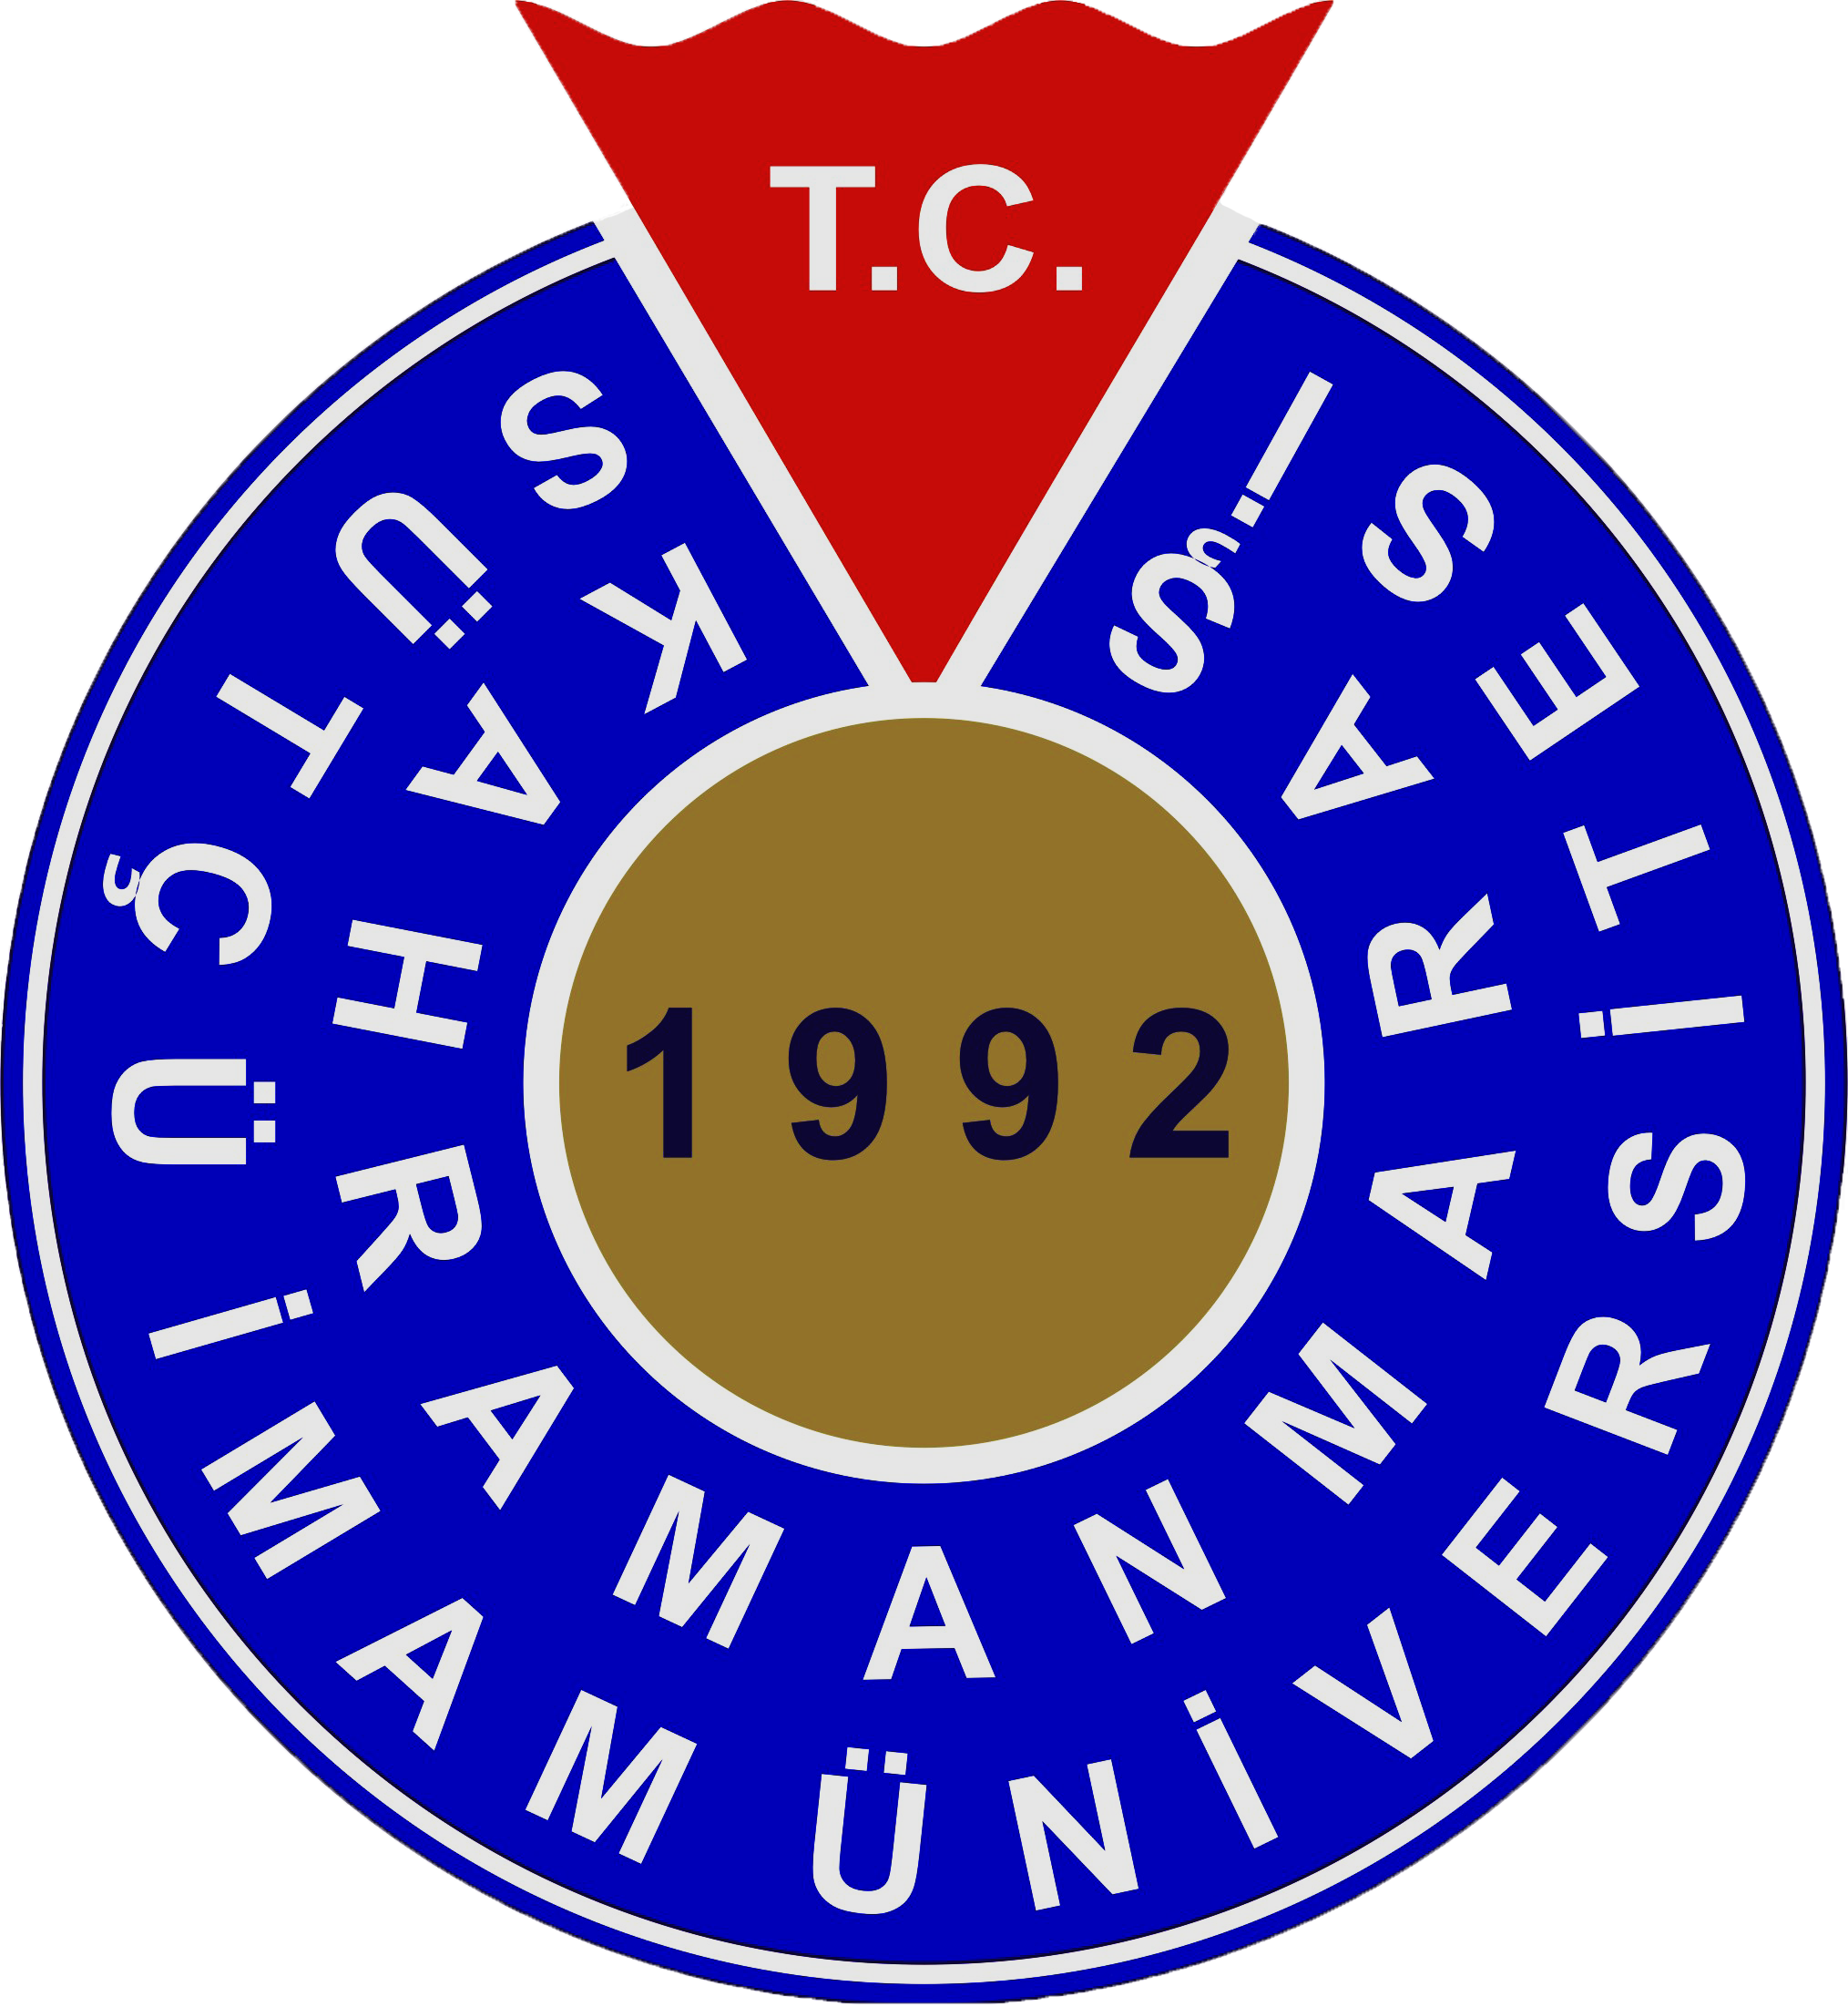 T.C.
KAHRAMANMARAŞ
SÜTÇÜ İMAM ÜNİVERSİTESİ
1992